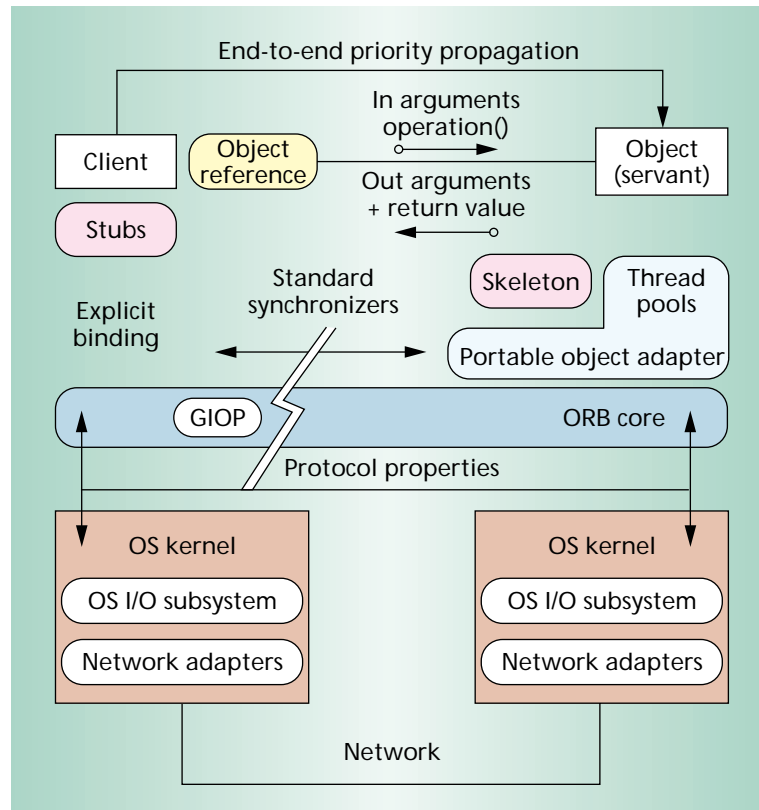 End-to-end priority propagation
In arguments
operation()
Client
Object
reference
Object
(servant)
Out arguments
+ return value
Stubs
Standard
synchronizers
Skeleton
Thread
pools
Explicit
binding
Portable object adapter
GIOP
ORB core
Protocol properties
OS kernel
OS I/O subsystem
Network adapters
OS kernel
OS I/O subsystem
Network adapters
Network